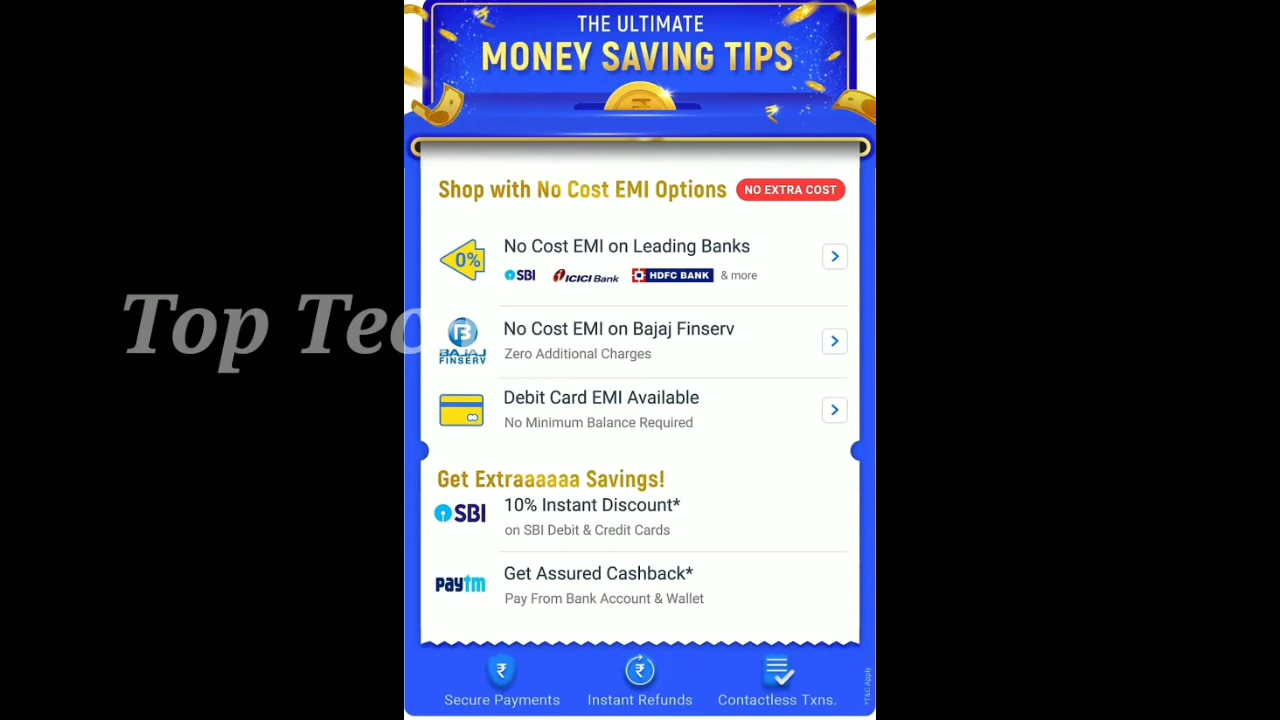 THE ULTIMATE
MONEY SAVING TIPS
Shop with No Cost EMI Options NO EXTRA COST
0% No Cost EMI on Leading Banks
SBI ICICI Bank HDFC BANK & more
Top Tec
No Cost EMI on Bajaj Finserv
BAJAJ FINSERV Zero Additional Charges
Debit Card EMI Available
No Minimum Balance Required
Get Extraaaaaa Savings!
SBI 10% Instant Discount*
on SBI Debit & Credit Cards
paytm Get Assured Cashback*
Pay From Bank Account & Wallet
Secure Payments Instant Refunds Contactless Txns.
*T&C Apply